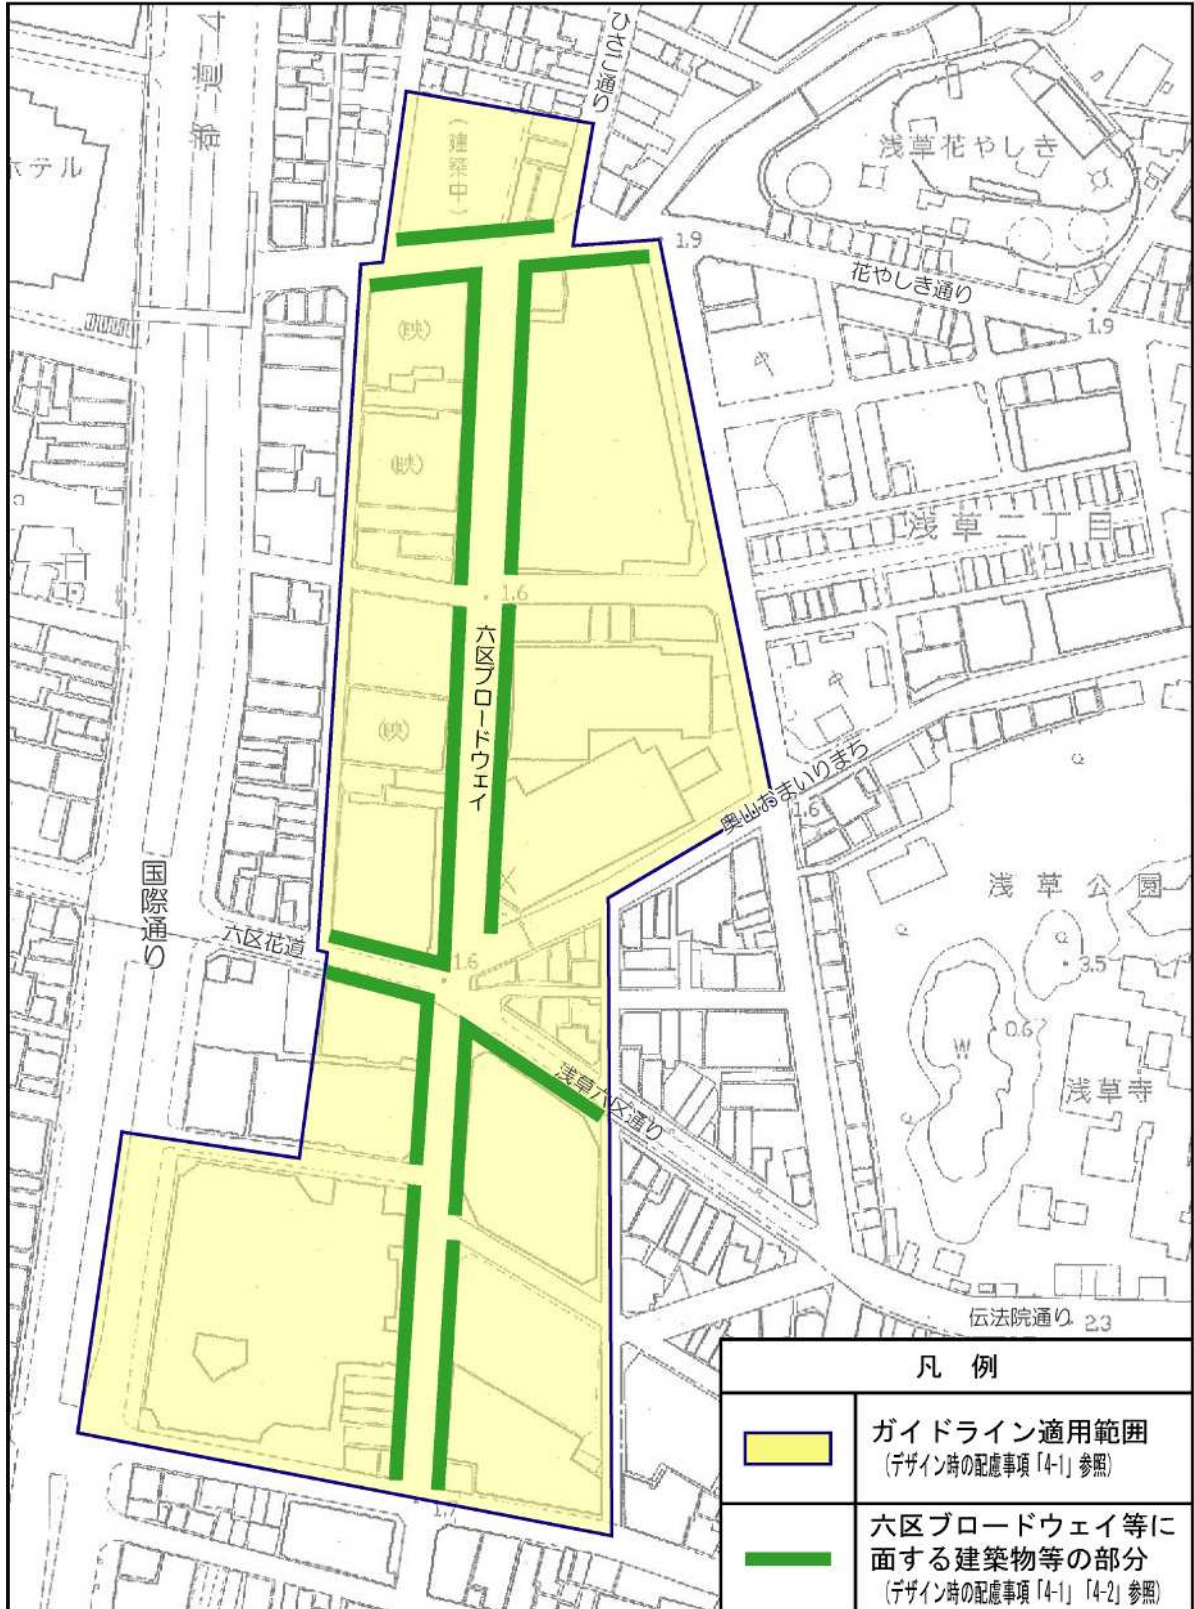 ひさご通り
都道4
ホテル
(建築中)
浅草花やしき
1.9
花やしき通り
1.9
(映)
(映)
浅草二丁目
1.6
六区ブロードウェイ
(映)
奥山おまいりまち
1.6
国際通り
浅草公園
六区花道
1.6
3.5
0.6
W
浅草六区通り
浅草寺
伝法院通り 2.3
1.7
凡 例
ガイドライン適用範囲
(デザイン時の配慮事項「4-1」参照)
六区ブロードウェイ等に
面する建築物等の部分
(デザイン時の配慮事項「4-1」「4-2」参照)